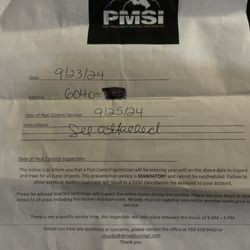 PMSI
Date: 9/23/24
Address: 6040
Date of Pest Control Service: 9/25/24
Instructions: See attached
Date of Pest Control Inspection:
This notice is to inform you that a Pest Control technician will be entering your unit on the above date to inspect
and treat for all types of pests. This preventative service is MANDATORY and cannot be rescheduled. Failure to
allow access or decline treatment will result in a $150 cancellation fee assessed to your account.
Please be advised that the technician will inspect the entire home during this service. Please be sure there is
access to all areas including the kitchen and bathroom. All pets must be caged or secured in another room prior to
service.
There is not a specific service time, this inspection will take place between the hours of 9 AM – 5 PM
Should you have any questions or concerns, please contact the office at 703-319-0400 or
Thank you.